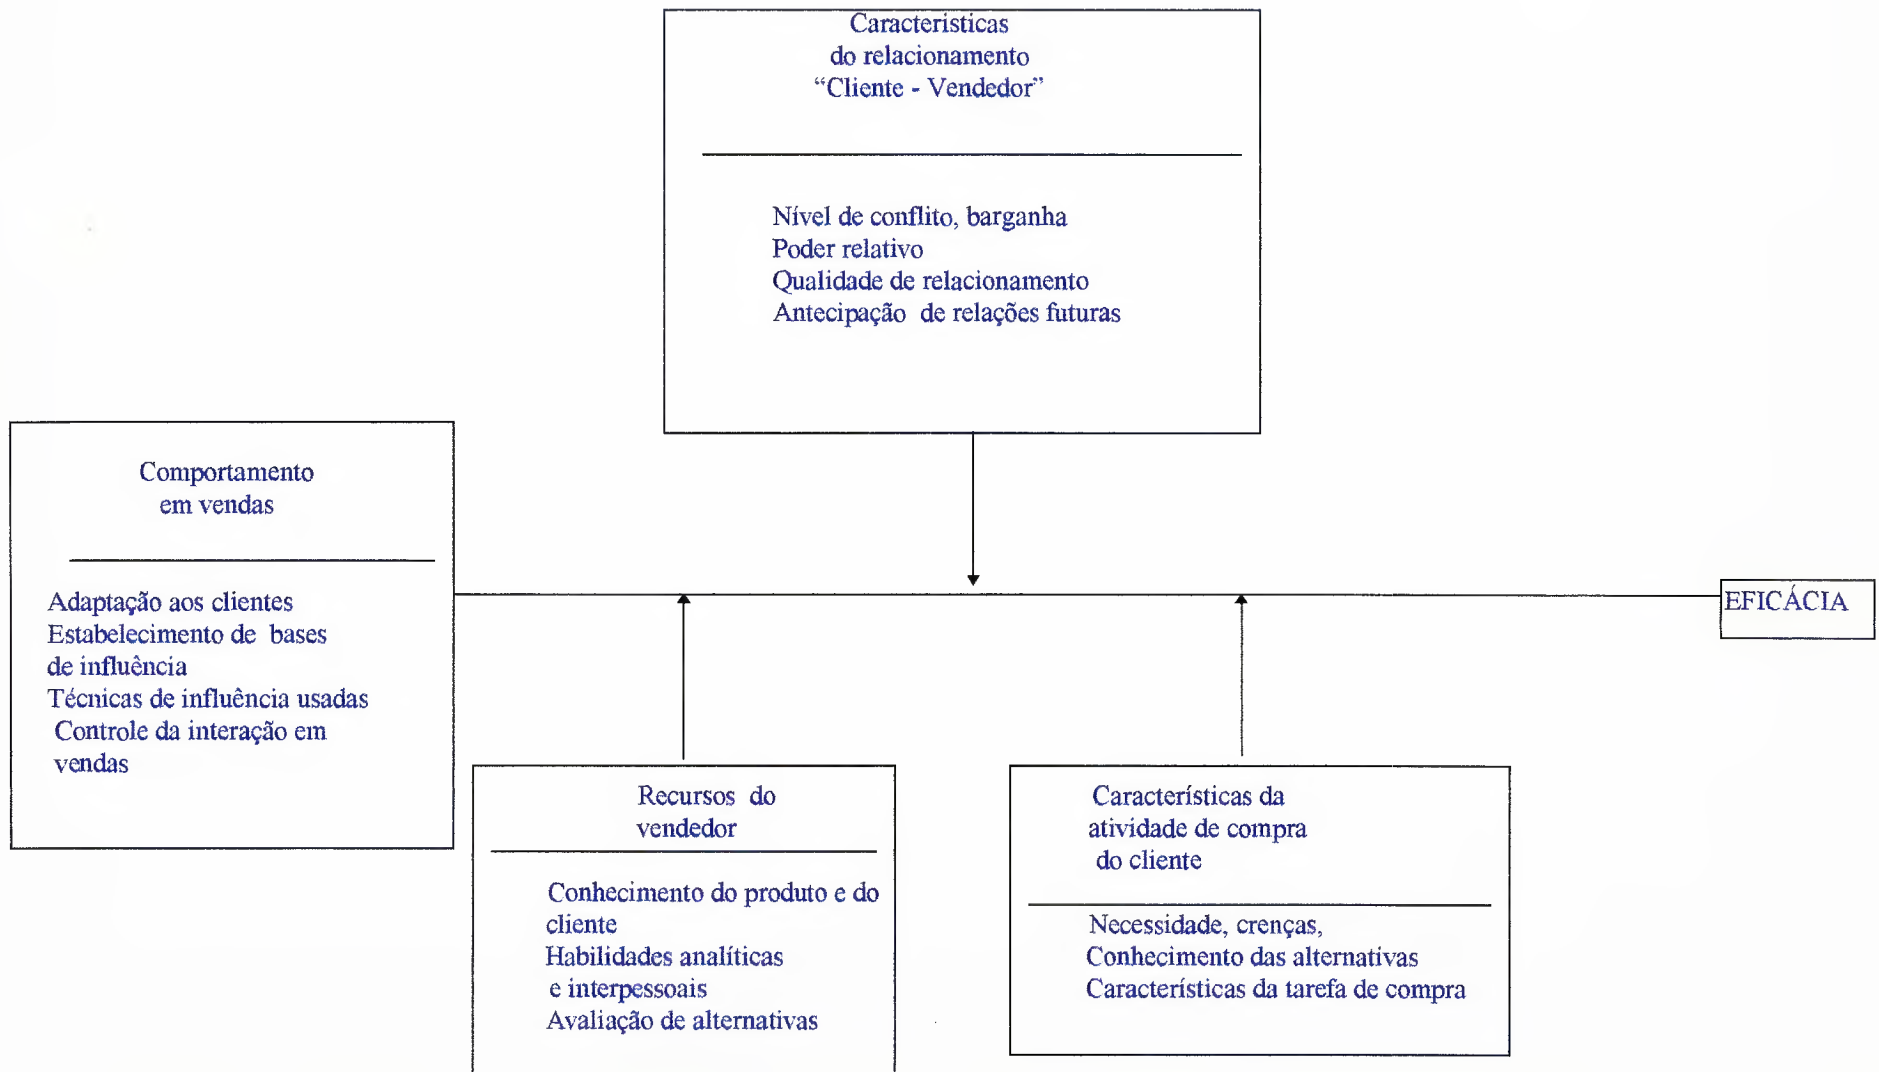 Características
do relacionamento
“Cliente - Vendedor”
Nível de conflito, barganha
Poder relativo
Qualidade de relacionamento
Antecipação de relações futuras
Comportamento
em vendas
Adaptação aos clientes
Estabelecimento de bases
de influência
Técnicas de influência usadas
Controle da interação em
vendas
EFICÁCIA
Recursos do
vendedor
Conhecimento do produto e do
cliente
Habilidades analíticas
e interpessoais
Avaliação de alternativas
Características da
atividade de compra
do cliente
Necessidade, crenças,
Conhecimento das alternativas
Características da tarefa de compra